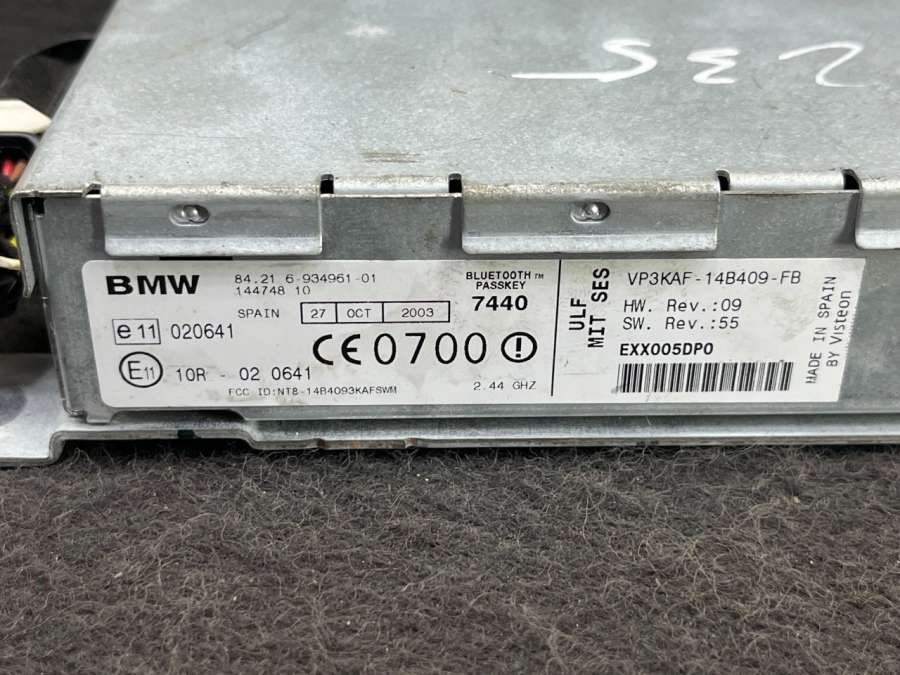 235
BMW
84.21 6-934961-01
144748 10
SPAIN 27 OCT 2003
BLUETOOTH™
PASSKEY
7440
e11 020641
CE0700
E11 10R - 02 0641
FCC ID:NT8-14B4093KAFSWM
2.44 GHZ
ULF
MIT SES
VP3KAF-14B409-FB
HW. Rev.:09
SW. Rev.:55
EXX005DP0
MADE IN SPAIN
BY Visteon